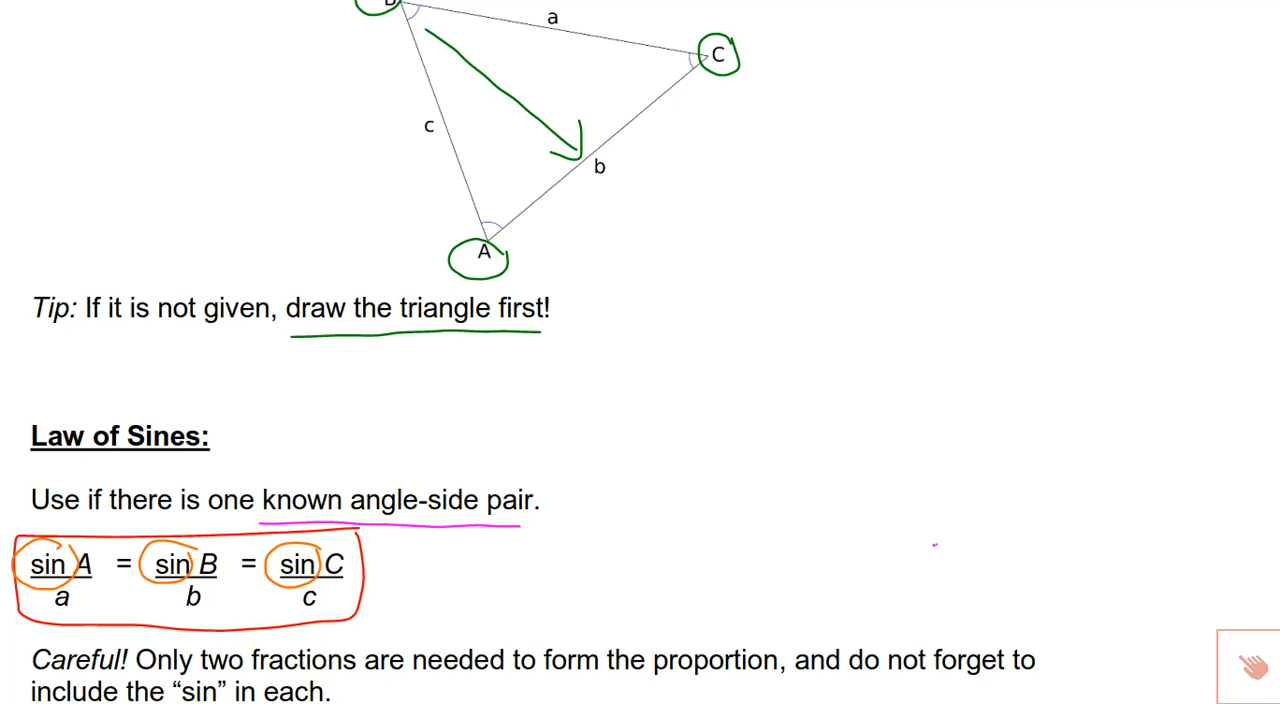 B
a
C
c
b
A
Tip: If it is not given, draw the triangle first!
Law of Sines:
Use if there is one known angle-side pair.
sin A = sin B = sin C
a b c
Careful! Only two fractions are needed to form the proportion, and do not forget to
include the “sin” in each.